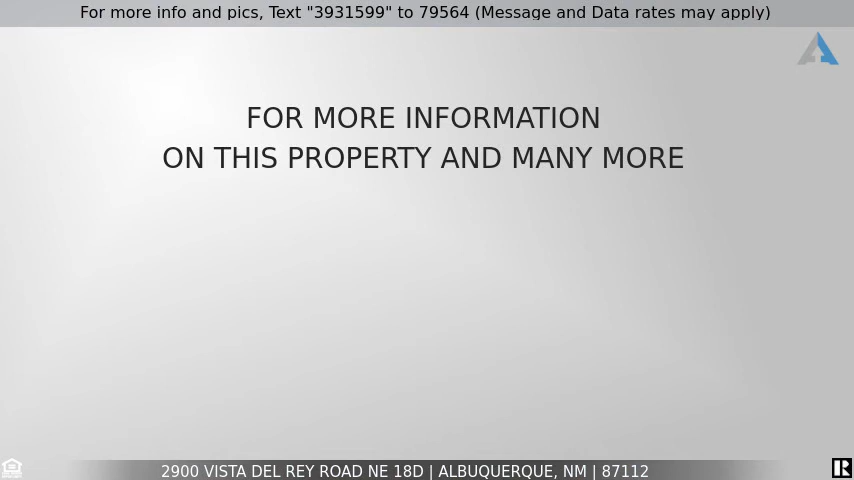 For more info and pics, Text "3931599" to 79564 (Message and Data rates may apply)
FOR MORE INFORMATION
ON THIS PROPERTY AND MANY MORE
2900 VISTA DEL REY ROAD NE 18D | ALBUQUERQUE, NM | 87112